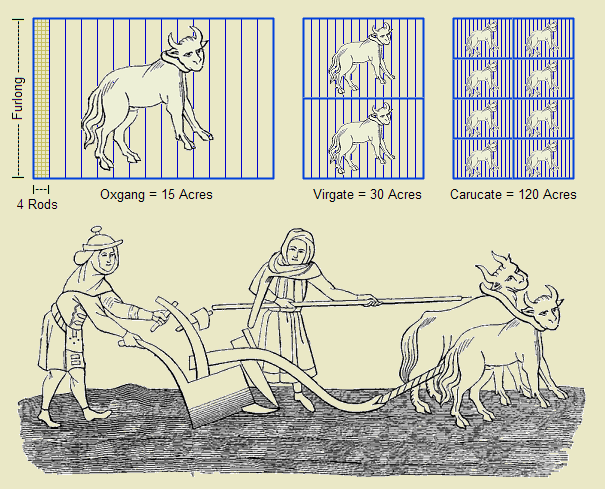 Furlong
I---I
4 Rods
Oxgang = 15 Acres
Virgate = 30 Acres
Carucate = 120 Acres